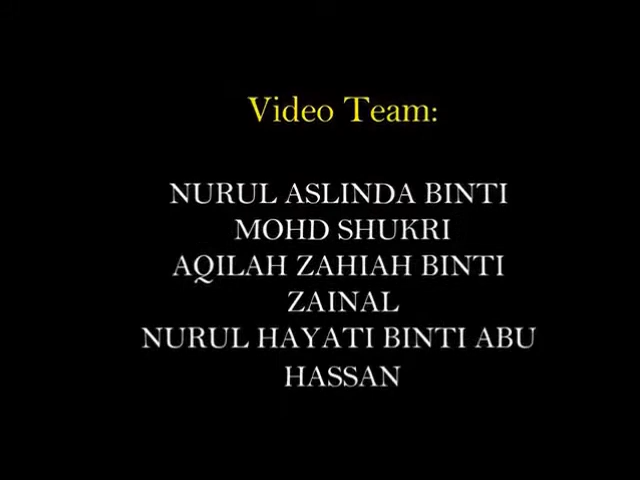 Video Team:
NURUL ASLINDA BINTI
MOHD SHUKRI
AQILAH ZAHIAH BINTI
ZAINAL
NURUL HAYATI BINTI ABU
HASSAN